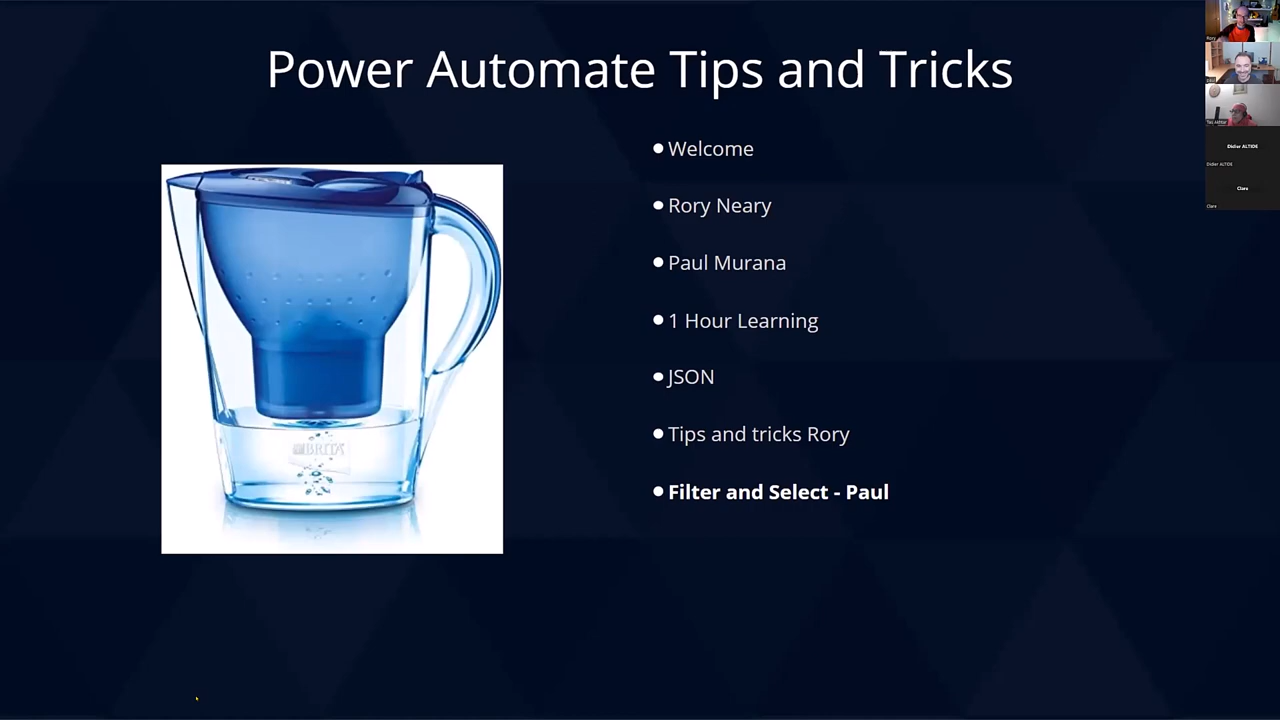 Power Automate Tips and Tricks
Welcome
Rory Neary
Paul Murana
1 Hour Learning
JSON
Tips and tricks Rory
Filter and Select - Paul
BRITA
Rory
Didier ALTIDE
Didier ALTIDE
Clare
Clare